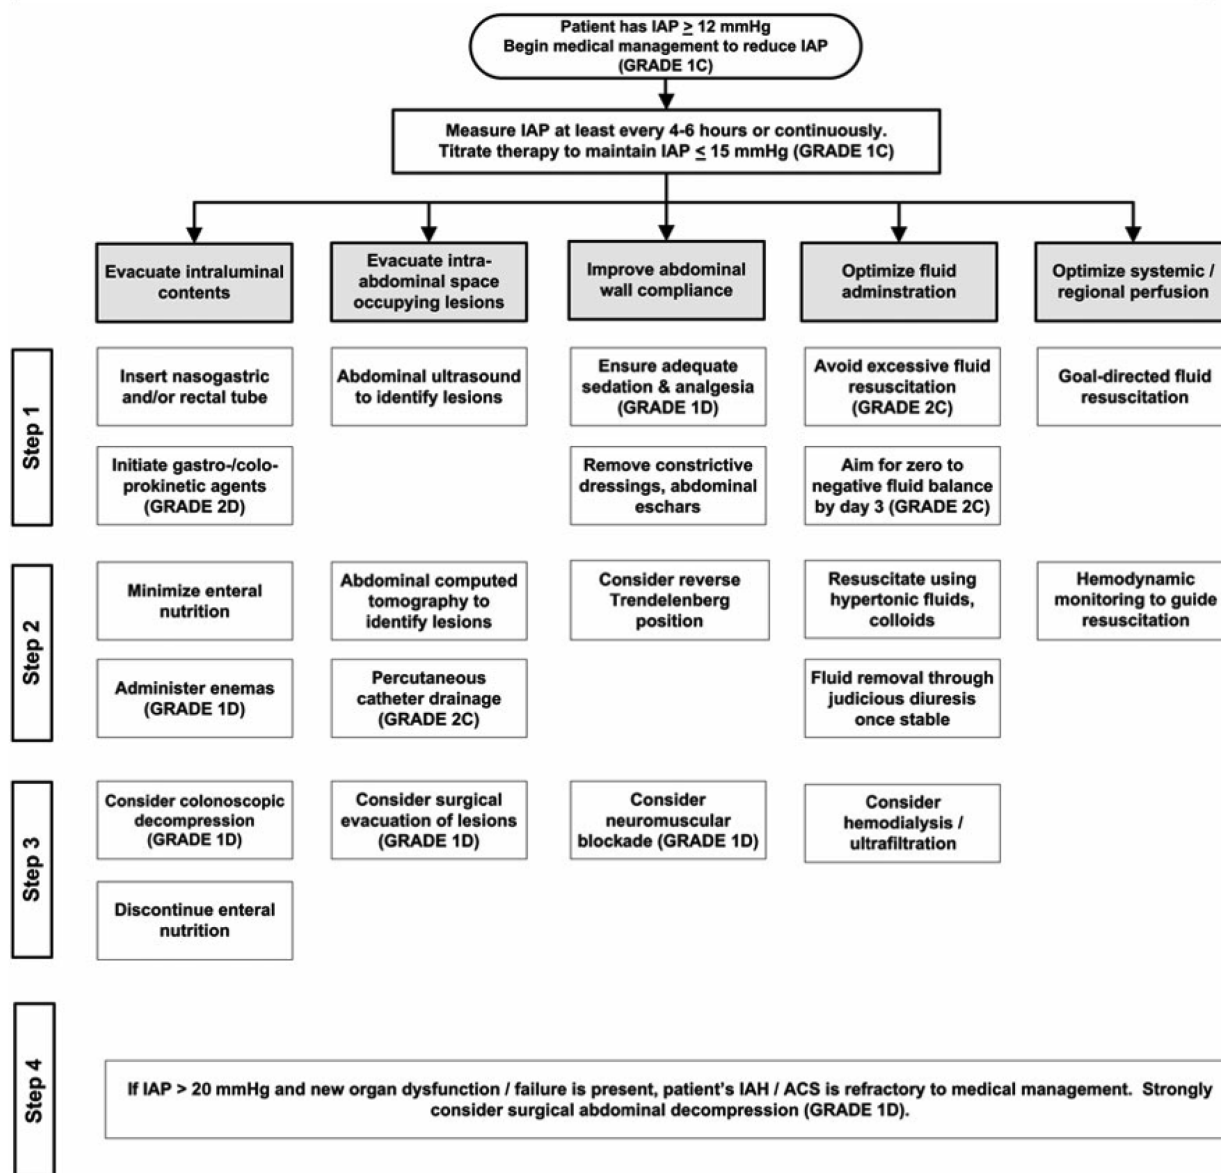 Patient has IAP ≥ 12 mmHg
Begin medical management to reduce IAP
(GRADE 1C)
Measure IAP at least every 4-6 hours or continuously.
Titrate therapy to maintain IAP ≤ 15 mmHg (GRADE 1C)
Evacuate intraluminal
contents
Evacuate intra-
abdominal space
occupying lesions
Improve abdominal
wall compliance
Optimize fluid
adminstration
Optimize systemic /
regional perfusion
Step 1
Insert nasogastric
and/or rectal tube
Abdominal ultrasound
to identify lesions
Ensure adequate
sedation & analgesia
(GRADE 1D)
Avoid excessive fluid
resuscitation
(GRADE 2C)
Goal-directed fluid
resuscitation
Initiate gastro-/colo-
prokinetic agents
(GRADE 2D)
Remove constrictive
dressings, abdominal
eschars
Aim for zero to
negative fluid balance
by day 3 (GRADE 2C)
Step 2
Minimize enteral
nutrition
Abdominal computed
tomography to
identify lesions
Consider reverse
Trendelenberg
position
Resuscitate using
hypertonic fluids,
colloids
Hemodynamic
monitoring to guide
resuscitation
Administer enemas
(GRADE 1D)
Percutaneous
catheter drainage
(GRADE 2C)
Fluid removal through
judicious diuresis
once stable
Step 3
Consider colonoscopic
decompression
(GRADE 1D)
Consider surgical
evacuation of lesions
(GRADE 1D)
Consider
neuromuscular
blockade (GRADE 1D)
Consider
hemodialysis /
ultrafiltration
Discontinue enteral
nutrition
Step 4
If IAP > 20 mmHg and new organ dysfunction / failure is present, patient's IAH / ACS is refractory to medical management. Strongly
consider surgical abdominal decompression (GRADE 1D).